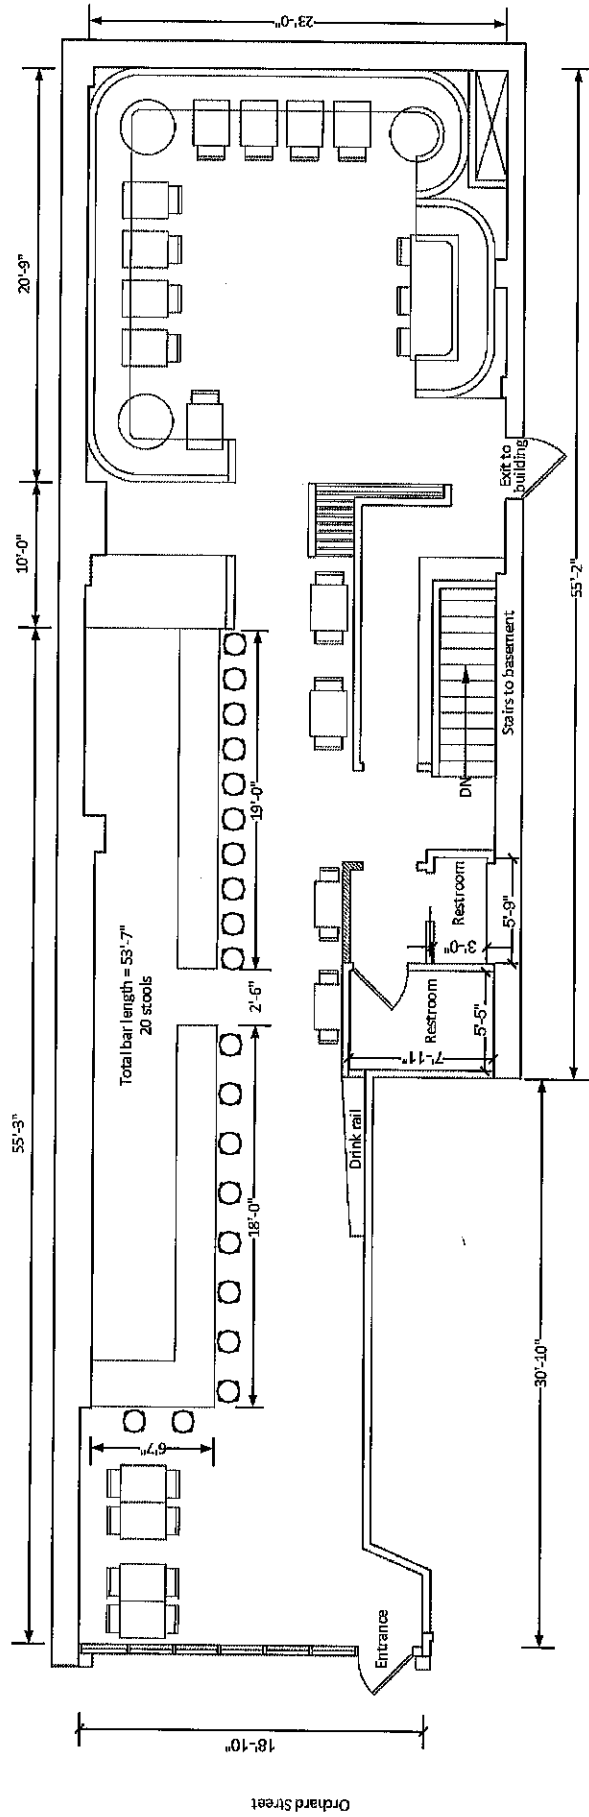 23'-0"
20'-9"
10'-0"
55'-3"
Exit to
building
55'-2"
Stairs to basement
DN
19'-0"
Total bar length = 53'-7"
20 stools
2'-6"
Restroom
3'-0"
5'-9"
Restroom
5'-5"
7'-11"
Drink rail
18'-0"
30'-10"
6'7"
Entrance
18'-10"
Orchard Street